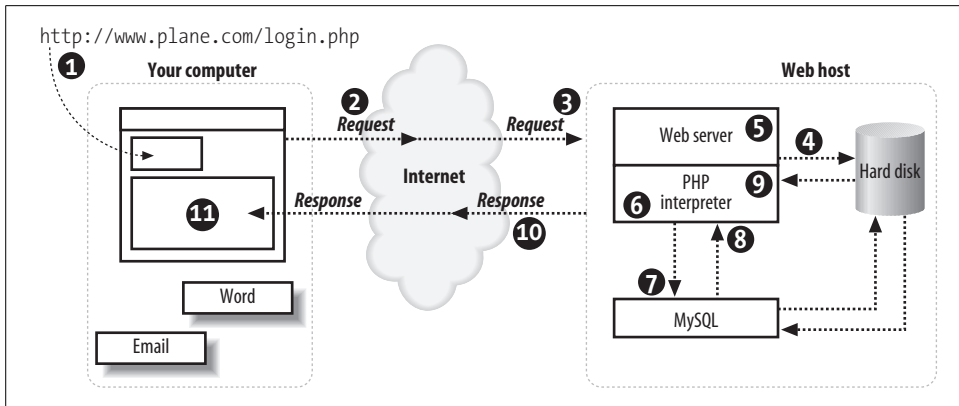 http://www.plane.com/login.php
1
Your computer
Web host
2
3
Request
Request
Web server
5
4
Internet
Hard disk
PHP
interpreter
9
6
Response
Response
11
10
8
7
Word
MySQL
Email